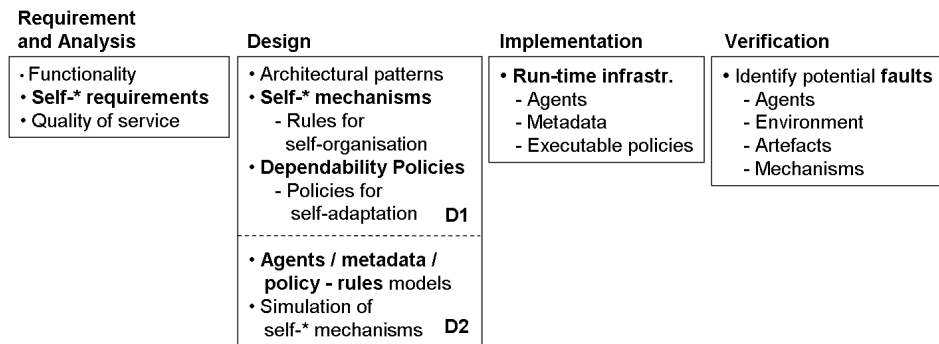 Requirement
and Analysis
• Functionality
• Self-* requirements
• Quality of service
Design
• Architectural patterns
• Self-* mechanisms
- Rules for
self-organisation
• Dependability Policies
- Policies for
self-adaptation D1
• Agents / metadata /
policy - rules models
• Simulation of
self-* mechanisms D2
Implementation
• Run-time infrastr.
- Agents
- Metadata
- Executable policies
Verification
• Identify potential faults
- Agents
- Environment
- Artefacts
- Mechanisms